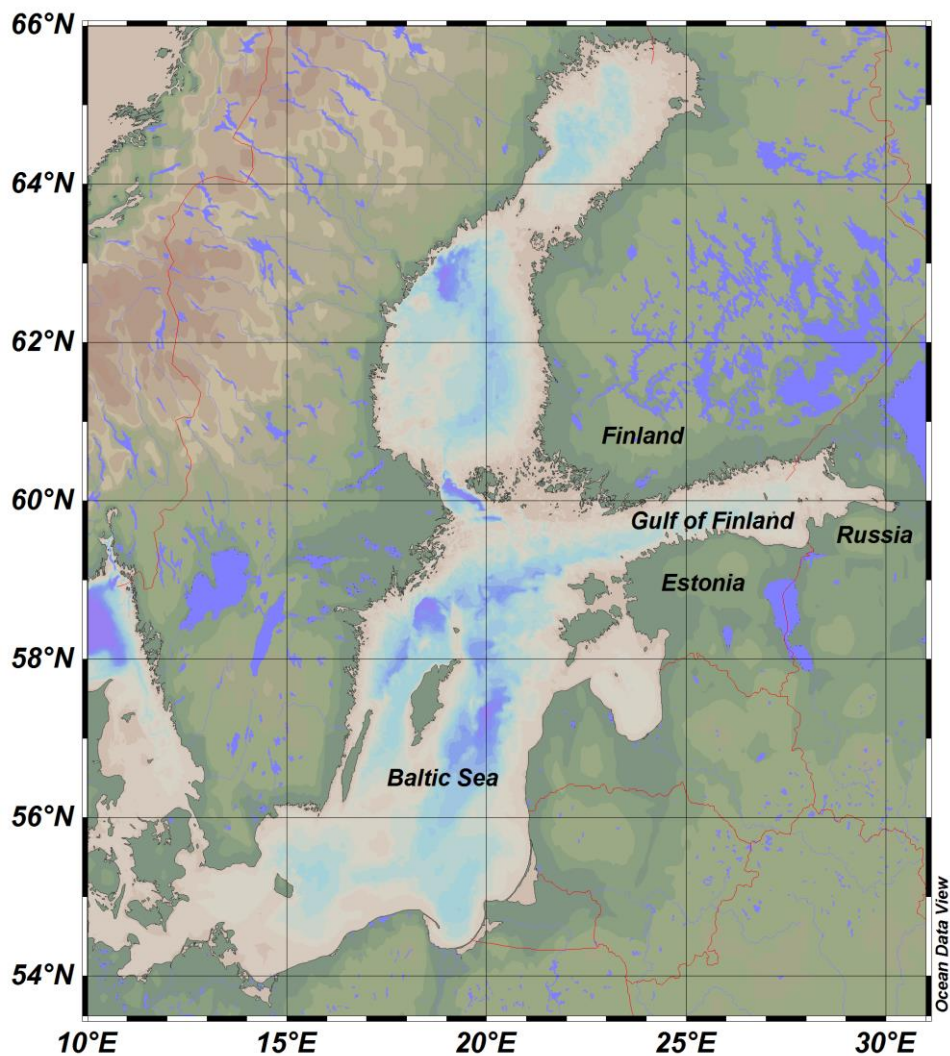 66°N
64°N
62°N
60°N
58°N
56°N
54°N
Finland
Gulf of Finland
Russia
Estonia
Baltic Sea
10°E
15°E
20°E
25°E
30°E
Ocean Data View